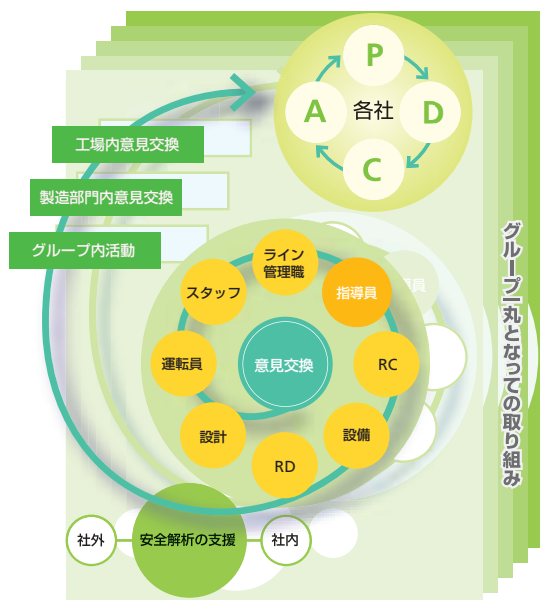 P
A
各社
D
C
工場内意見交換
製造部門内意見交換
グループ内活動
ライン
管理職
スタッフ
指導員
運転員
意見交換
RC
設計
設備
RD
社外
安全解析の支援
社内
グループ一丸となっての取り組み